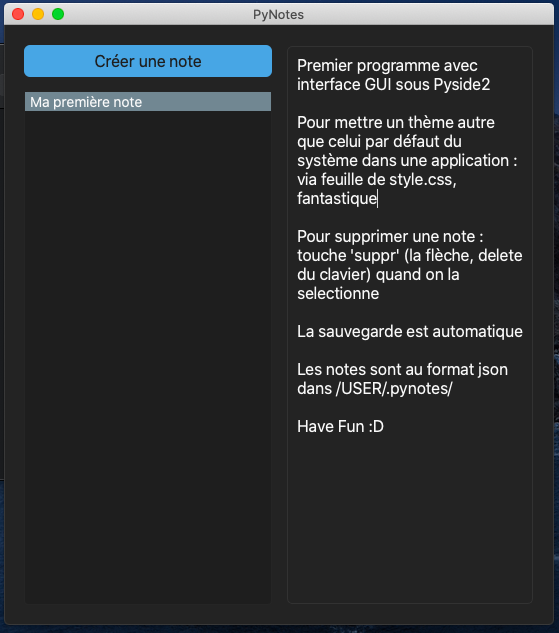 PyNotes
Créer une note
Ma première note
Premier programme avec
interface GUI sous Pyside2
Pour mettre un thème autre
que celui par défaut du
système dans une application :
via feuille de style.css,
fantastique
Pour supprimer une note :
touche 'suppr' (la flèche, delete
du clavier) quand on la
selectionne
La sauvegarde est automatique
Les notes sont au format json
dans /USER/.pynotes/
Have Fun :D